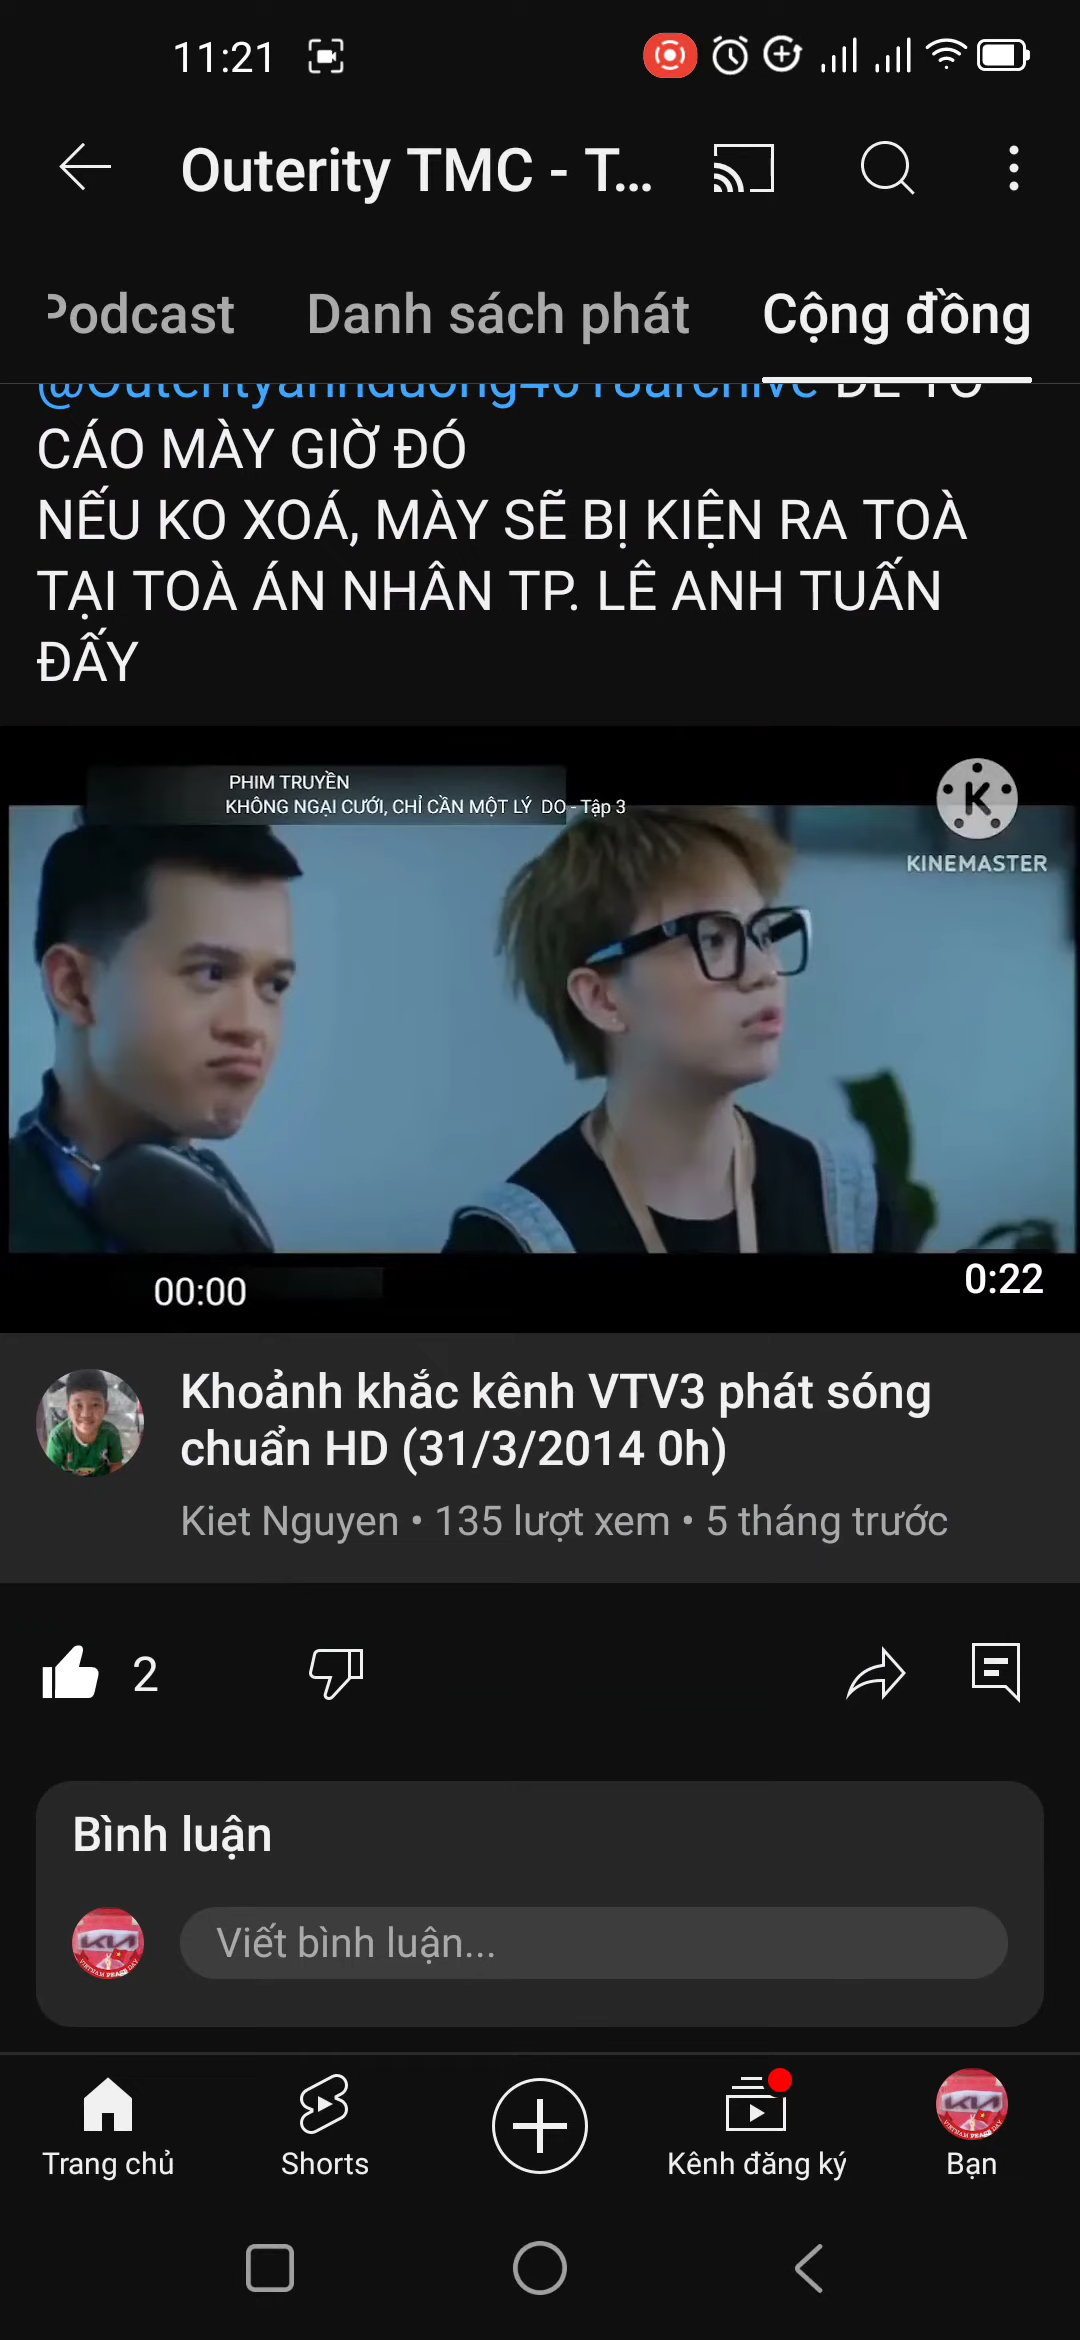 11:21
Outerity TMC - T...
Podcast Danh sách phát Cộng đồng
@Outerityanhduong4618archive ĐỂ TỐ
CÁO MÀY GIỜ ĐÓ
NẾU KO XOÁ, MÀY SẼ BỊ KIỆN RA TOÀ
TẠI TOÀ ÁN NHÂN TP. LÊ ANH TUẤN
ĐẤY
PHIM TRUYỀN
KHÔNG NGẠI CƯỚI, CHỈ CẦN MỘT LÝ DO - Tập 3
K
KINEMASTER
00:00
0:22
Khoảnh khắc kênh VTV3 phát sóng
chuẩn HD (31/3/2014 0h)
Kiet Nguyen • 135 lượt xem • 5 tháng trước
2
Bình luận
Viết bình luận...
Trang chủ Shorts Kênh đăng ký Bạn